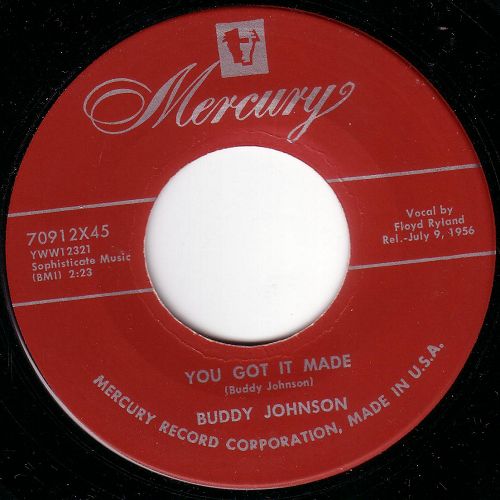 Mercury
70912X45
YWW12321
Sophisticate Music
(BMI) 2:23
Vocal by
Floyd Ryland
Rel.-July 9, 1956
YOU GOT IT MADE
(Buddy Johnson)
BUDDY JOHNSON
MERCURY RECORD CORPORATION, MADE IN U.S.A.